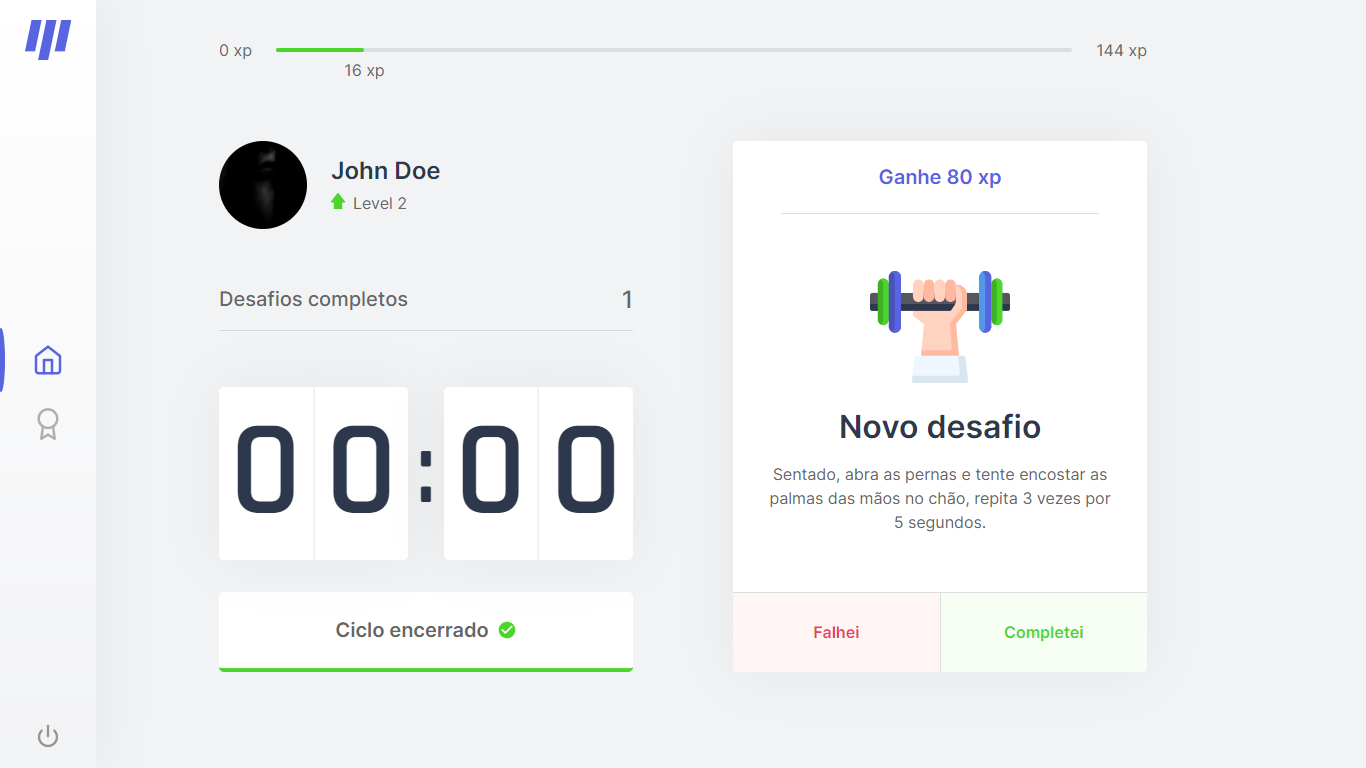 0 xp
144 xp
16 xp
John Doe
Level 2
Desafios completos
1
00:00
Ciclo encerrado
Ganhe 80 xp
Novo desafio
Sentado, abra as pernas e tente encostar as
palmas das mãos no chão, repita 3 vezes por
5 segundos.
Falhei
Completei